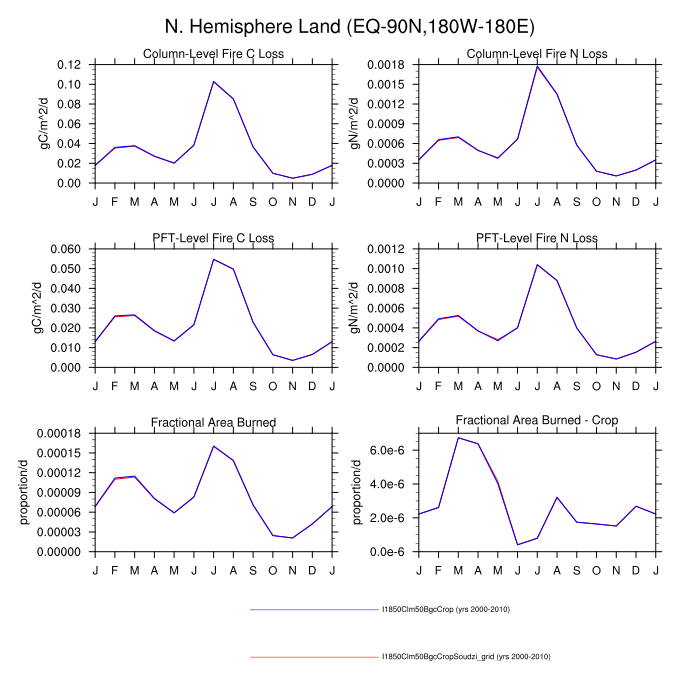 N. Hemisphere Land (EQ-90N,180W-180E)
Column-Level Fire C Loss
gC/m^2/d
0.12
0.10
0.08
0.06
0.04
0.02
0.00
J F M A M J J A S O N D J
Column-Level Fire N Loss
gN/m^2/d
0.0018
0.0015
0.0012
0.0009
0.0006
0.0003
0.0000
J F M A M J J A S O N D J
PFT-Level Fire C Loss
gC/m^2/d
0.060
0.050
0.040
0.030
0.020
0.010
0.000
J F M A M J J A S O N D J
PFT-Level Fire N Loss
gN/m^2/d
0.0012
0.0010
0.0008
0.0006
0.0004
0.0002
0.0000
J F M A M J J A S O N D J
Fractional Area Burned
proportion/d
0.00018
0.00015
0.00012
0.00009
0.00006
0.00003
0.00000
J F M A M J J A S O N D J
Fractional Area Burned - Crop
proportion/d
6.0e-6
4.0e-6
2.0e-6
0.0e-6
J F M A M J J A S O N D J
I1850Clm50BgcCrop (yrs 2000-2010)
I1850Clm50BgcCropSoudzi_grid (yrs 2000-2010)